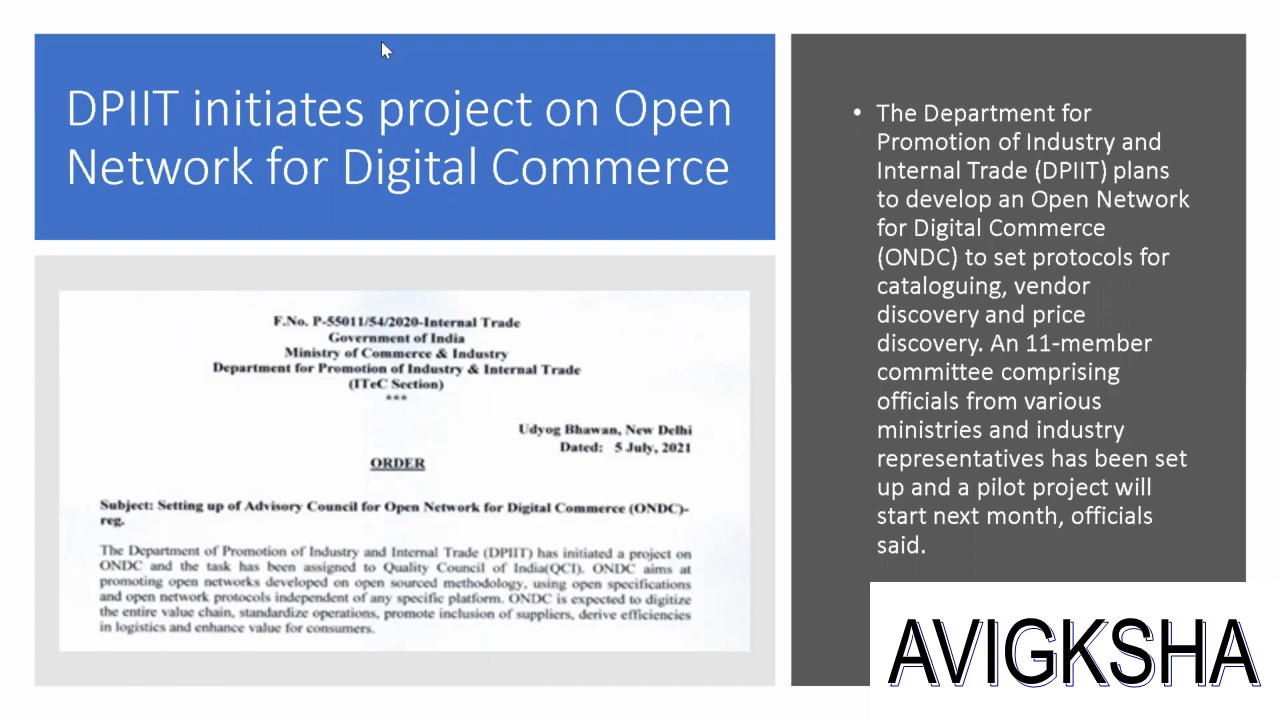 DPIIT initiates project on Open
Network for Digital Commerce
F.No. P-55011/54/2020-Internal Trade
Government of India
Ministry of Commerce & Industry
Department for Promotion of Industry & Internal Trade
(ITeC Section)
***
Udyog Bhawan, New Delhi
Dated: 5 July, 2021
ORDER
Subject: Setting up of Advisory Council for Open Network for Digital Commerce (ONDC)-
reg.
The Department of Promotion of Industry and Internal Trade (DPIIT) has initiated a project on
ONDC and the task has been assigned to Quality Council of India(QCI). ONDC aims at
promoting open networks developed on open sourced methodology, using open specifications
and open network protocols independent of any specific platform. ONDC is expected to digitize
the entire value chain, standardize operations, promote inclusion of suppliers, derive efficiencies
in logistics and enhance value for consumers.
• The Department for
Promotion of Industry and
Internal Trade (DPIIT) plans
to develop an Open Network
for Digital Commerce
(ONDC) to set protocols for
cataloguing, vendor
discovery and price
discovery. An 11-member
committee comprising
officials from various
ministries and industry
representatives has been set
up and a pilot project will
start next month, officials
said.
AVIGKSHA